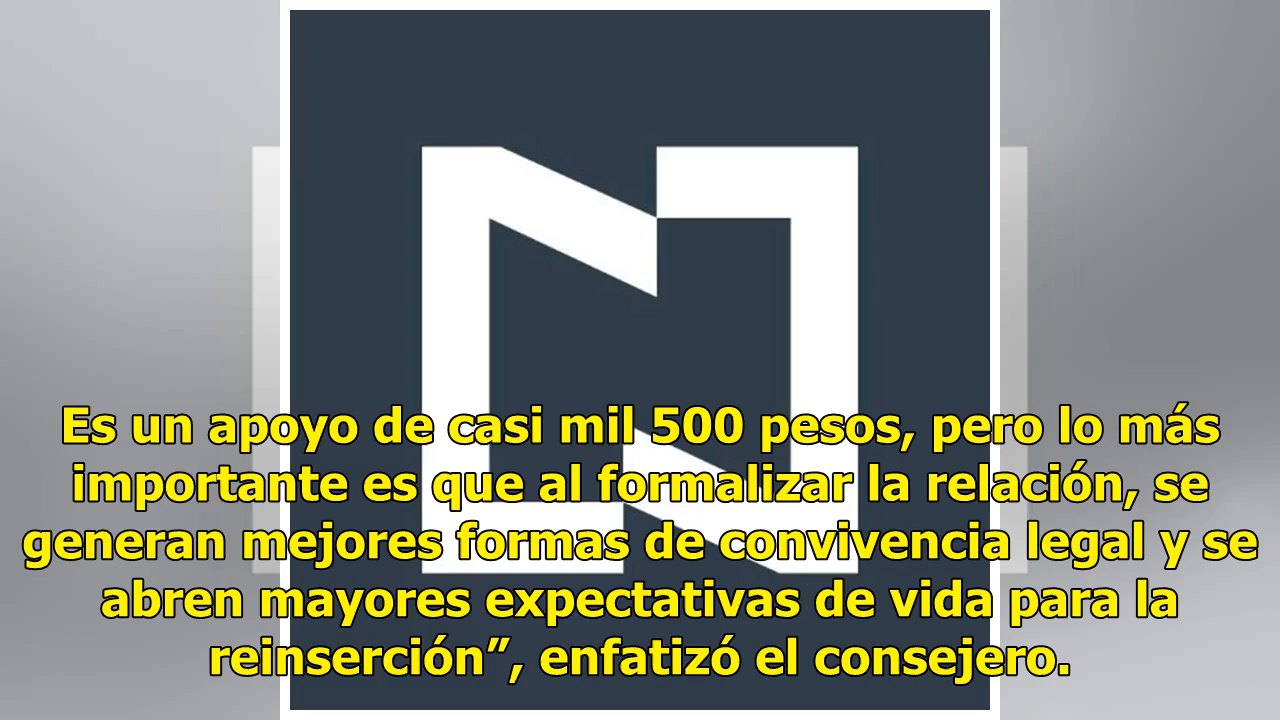 Es un apoyo de casi mil 500 pesos, pero lo más
importante es que al formalizar la relación, se
generan mejores formas de convivencia legal y se
abren mayores expectativas de vida para la
reinserción”, enfatizó el consejero.